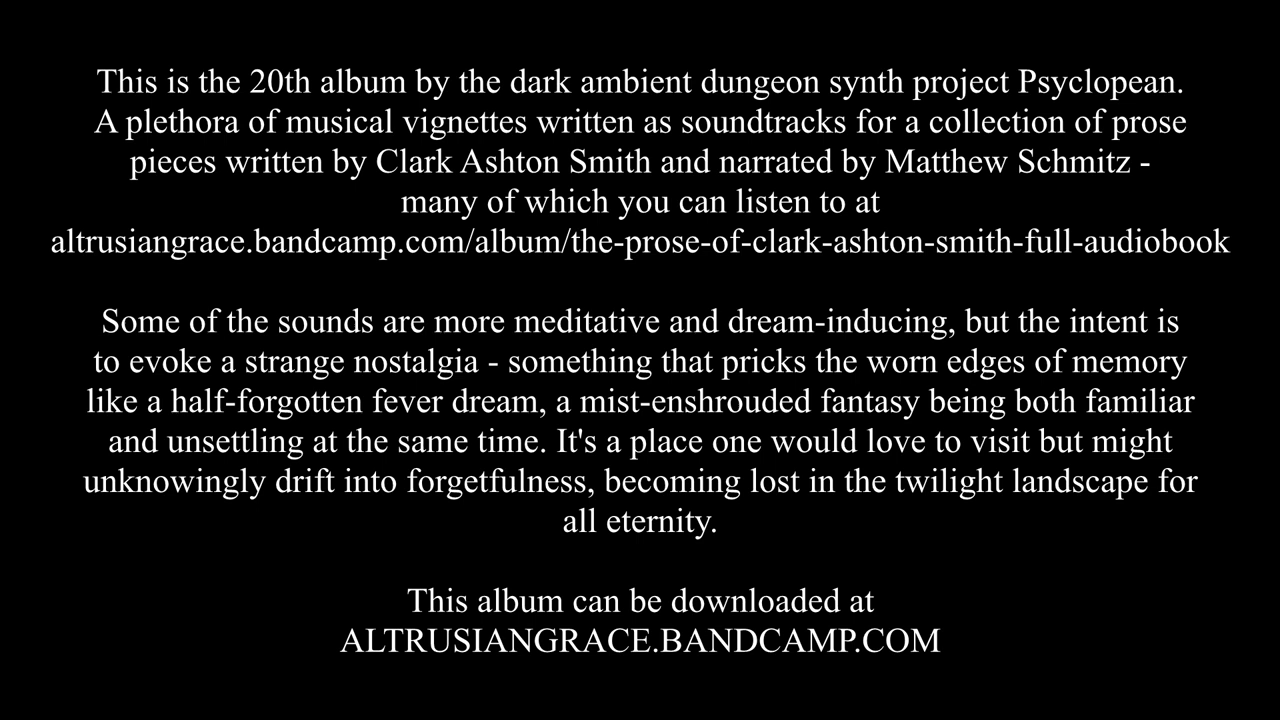 This is the 20th album by the dark ambient dungeon synth project Psyclopean.
A plethora of musical vignettes written as soundtracks for a collection of prose
pieces written by Clark Ashton Smith and narrated by Matthew Schmitz -
many of which you can listen to at
altrusiangrace.bandcamp.com/album/the-prose-of-clark-ashton-smith-full-audiobook
Some of the sounds are more meditative and dream-inducing, but the intent is
to evoke a strange nostalgia - something that pricks the worn edges of memory
like a half-forgotten fever dream, a mist-enshrouded fantasy being both familiar
and unsettling at the same time. It's a place one would love to visit but might
unknowingly drift into forgetfulness, becoming lost in the twilight landscape for
all eternity.
This album can be downloaded at
ALTRUSIANGRACE.BANDCAMP.COM